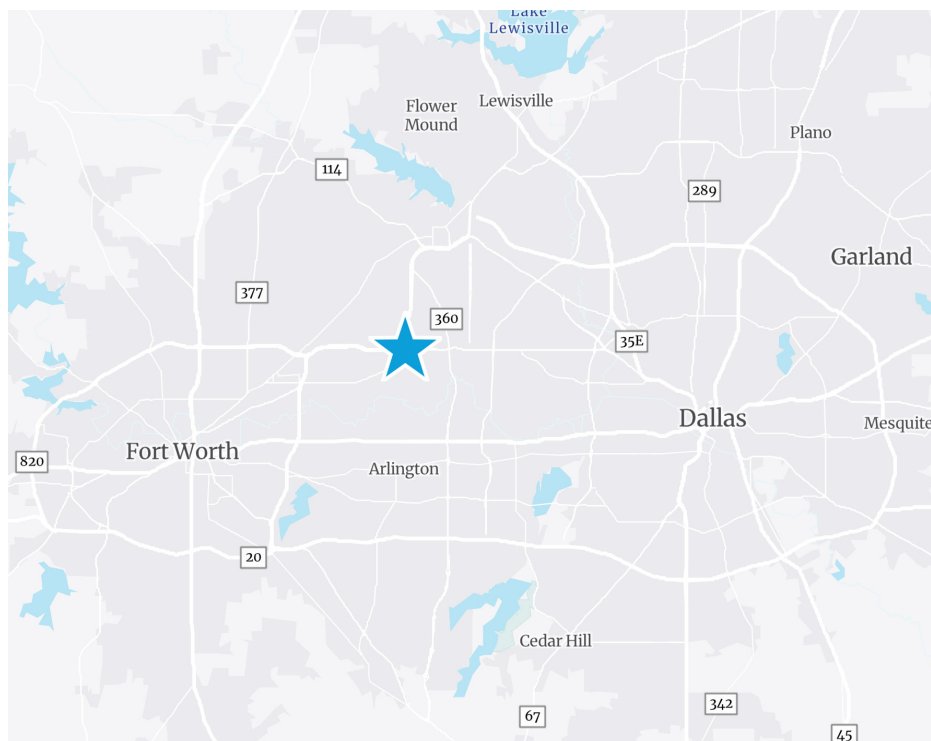 Lake
Lewisville
Flower
Mound
Lewisville
Plano
114
289
Garland
377
360
35E
Dallas
Mesquite
Fort Worth
820
Arlington
20
Cedar Hill
342
67
45